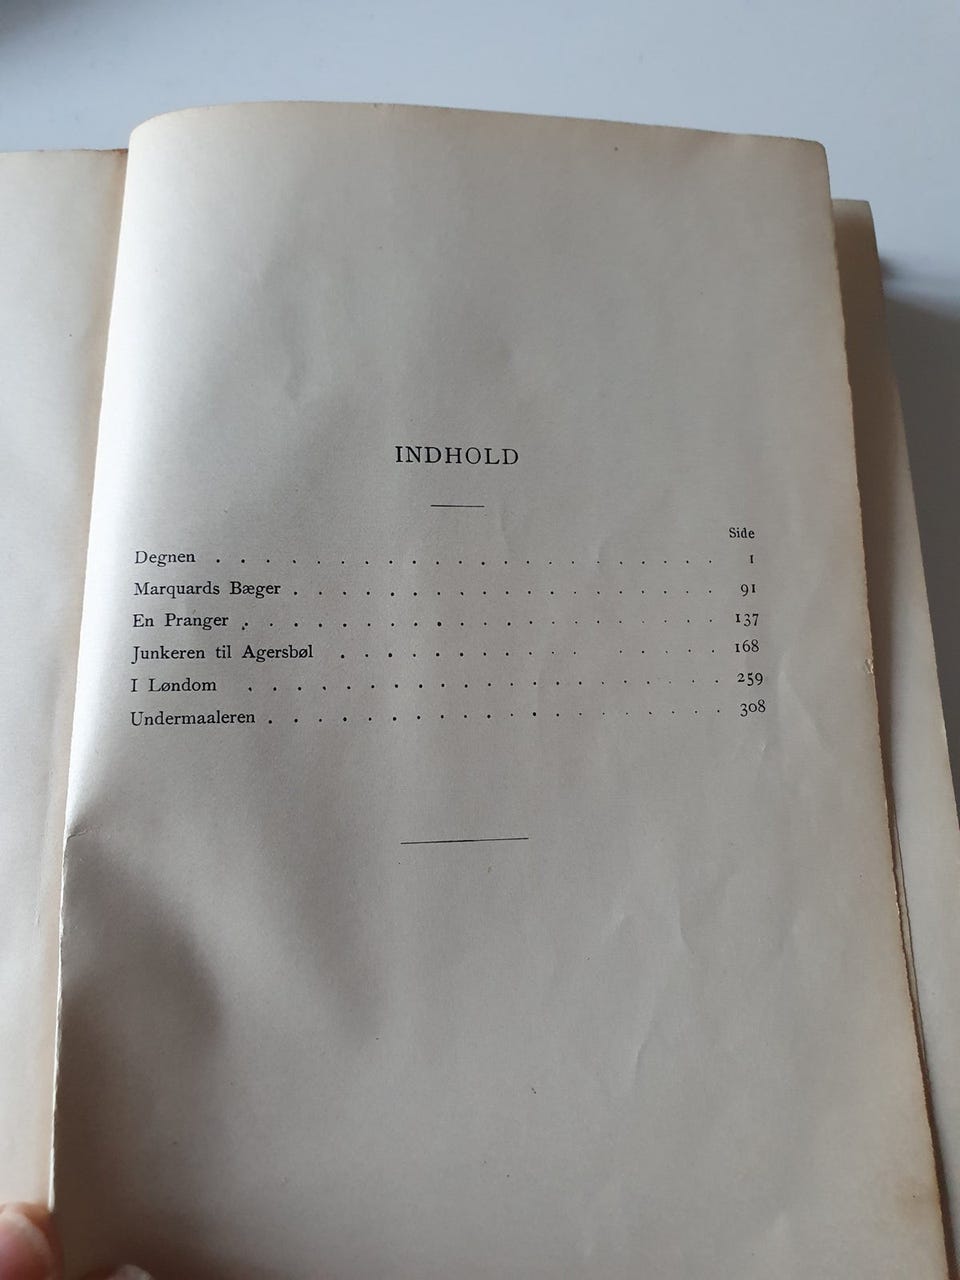 INDHOLD
Side
Degnen . . . . . . . . . . . . . . . . . . . . . 1
Marquards Bæger . . . . . . . . . . . . . . . . . . 91
En Pranger . . . . . . . . . . . . . . . . . . . . 137
Junkeren til Agersbøl . . . . . . . . . . . . . . . 168
I Løndom . . . . . . . . . . . . . . . . . . . . 259
Undermaaleren . . . . . . . . . . . . . . . . . . . 308